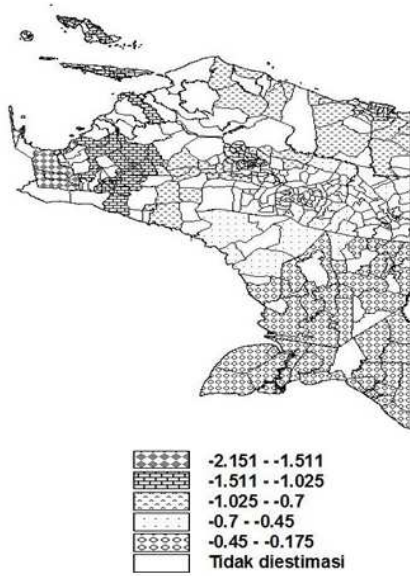 -2.151 - -1.511
-1.511 - -1.025
-1.025 - -0.7
-0.7 - -0.45
-0.45 - -0.175
Tidak diestimasi